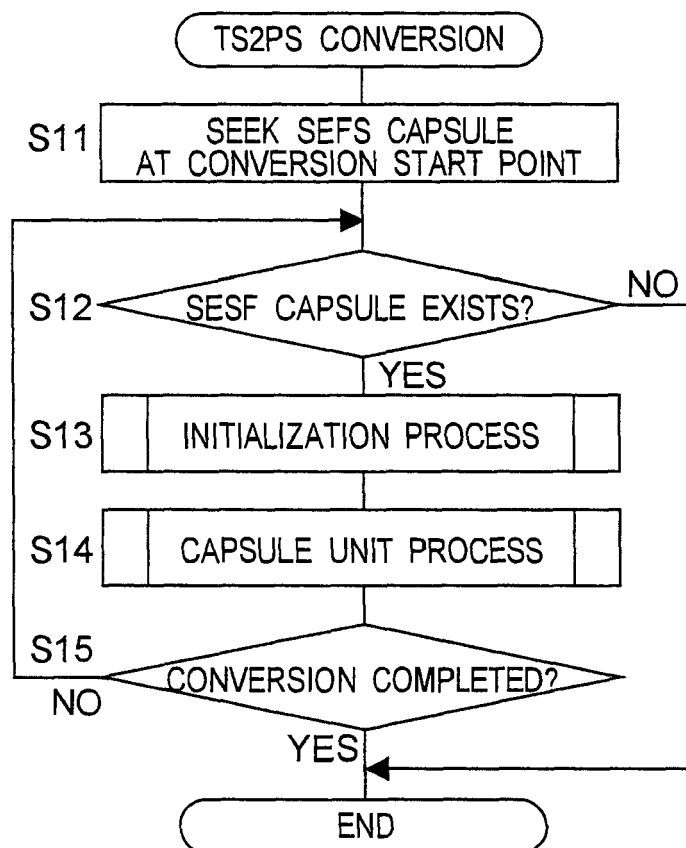 TS2PS CONVERSION
S11
SEEK SEFS CAPSULE
AT CONVERSION START POINT
S12
SESF CAPSULE EXISTS?
NO
YES
S13
INITIALIZATION PROCESS
S14
CAPSULE UNIT PROCESS
S15
CONVERSION COMPLETED?
NO
YES
END